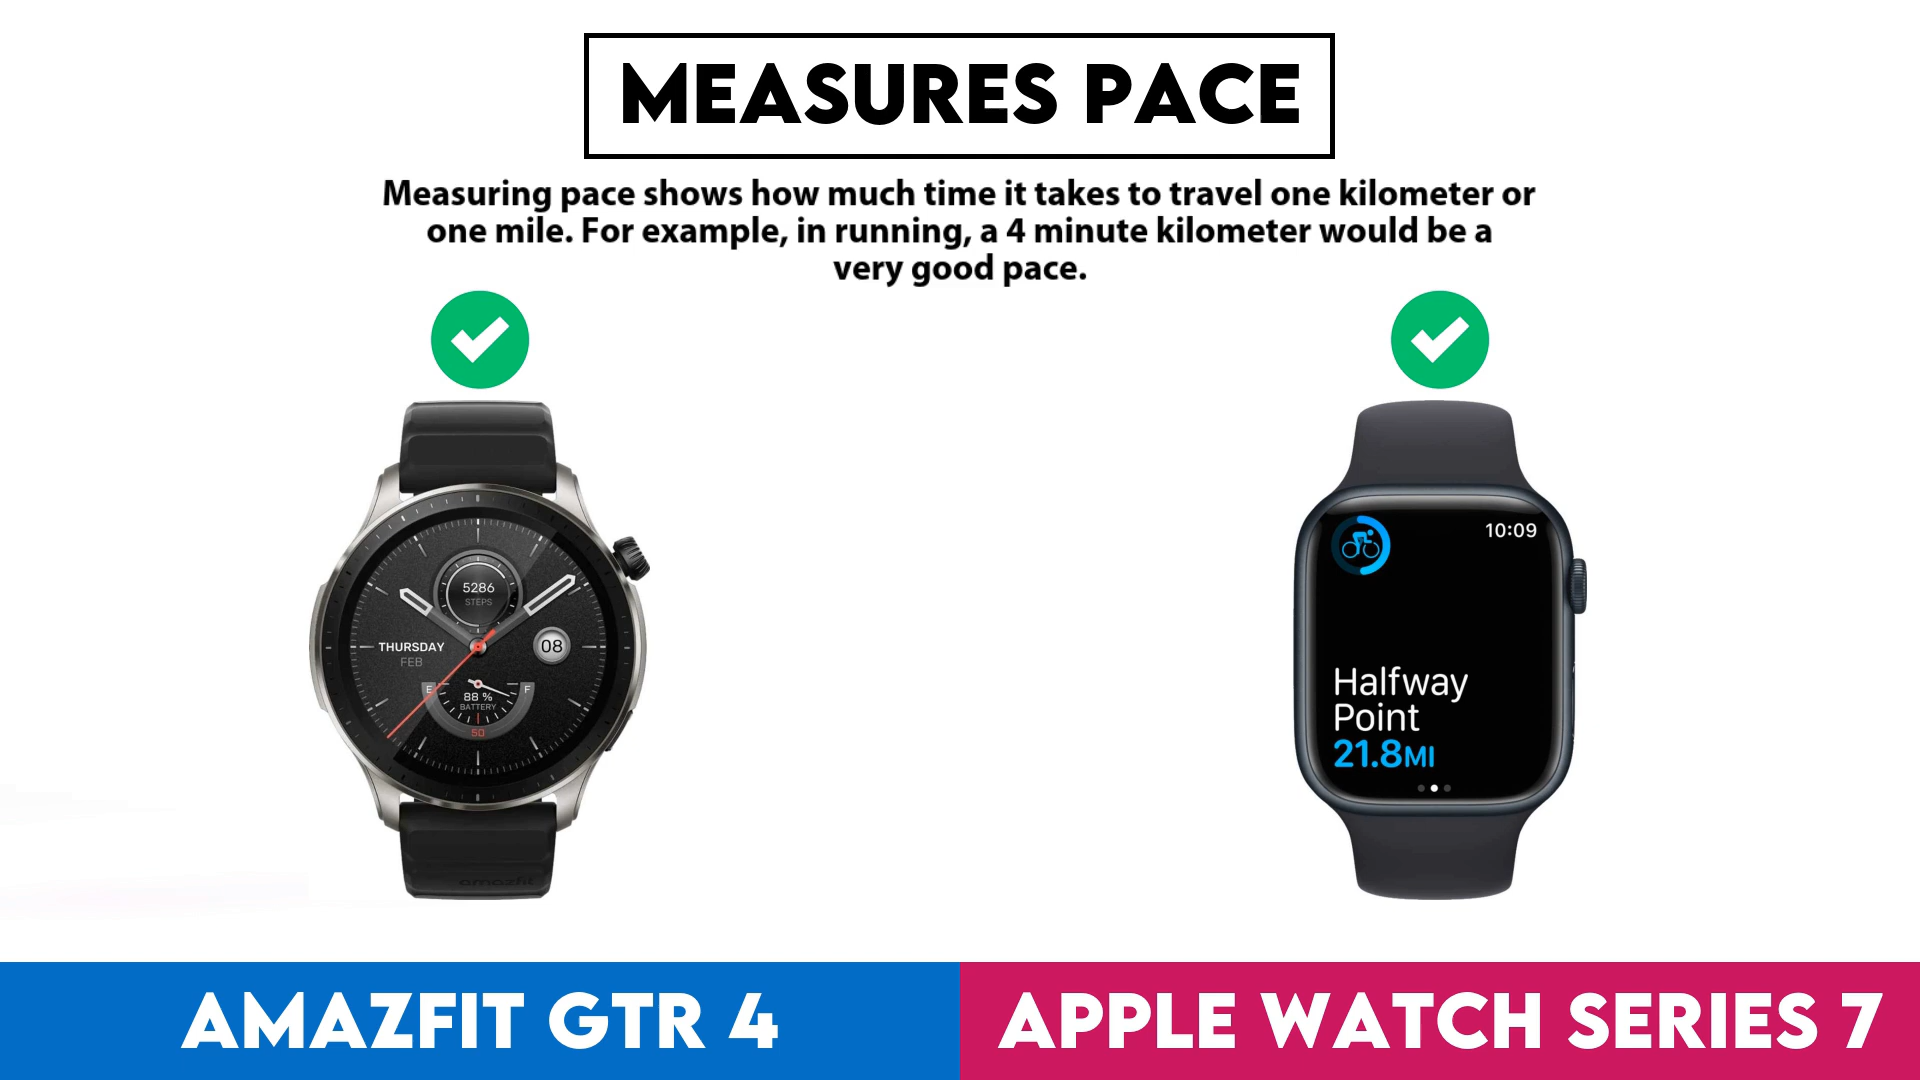 MEASURES PACE
Measuring pace shows how much time it takes to travel one kilometer or
one mile. For example, in running, a 4 minute kilometer would be a
very good pace.
5286
STEPS
THURSDAY
FEB
08
E
F
88 %
BATTERY
50
amazfit
10:09
Halfway
Point
21.8MI
AMAZFIT GTR 4
APPLE WATCH SERIES 7